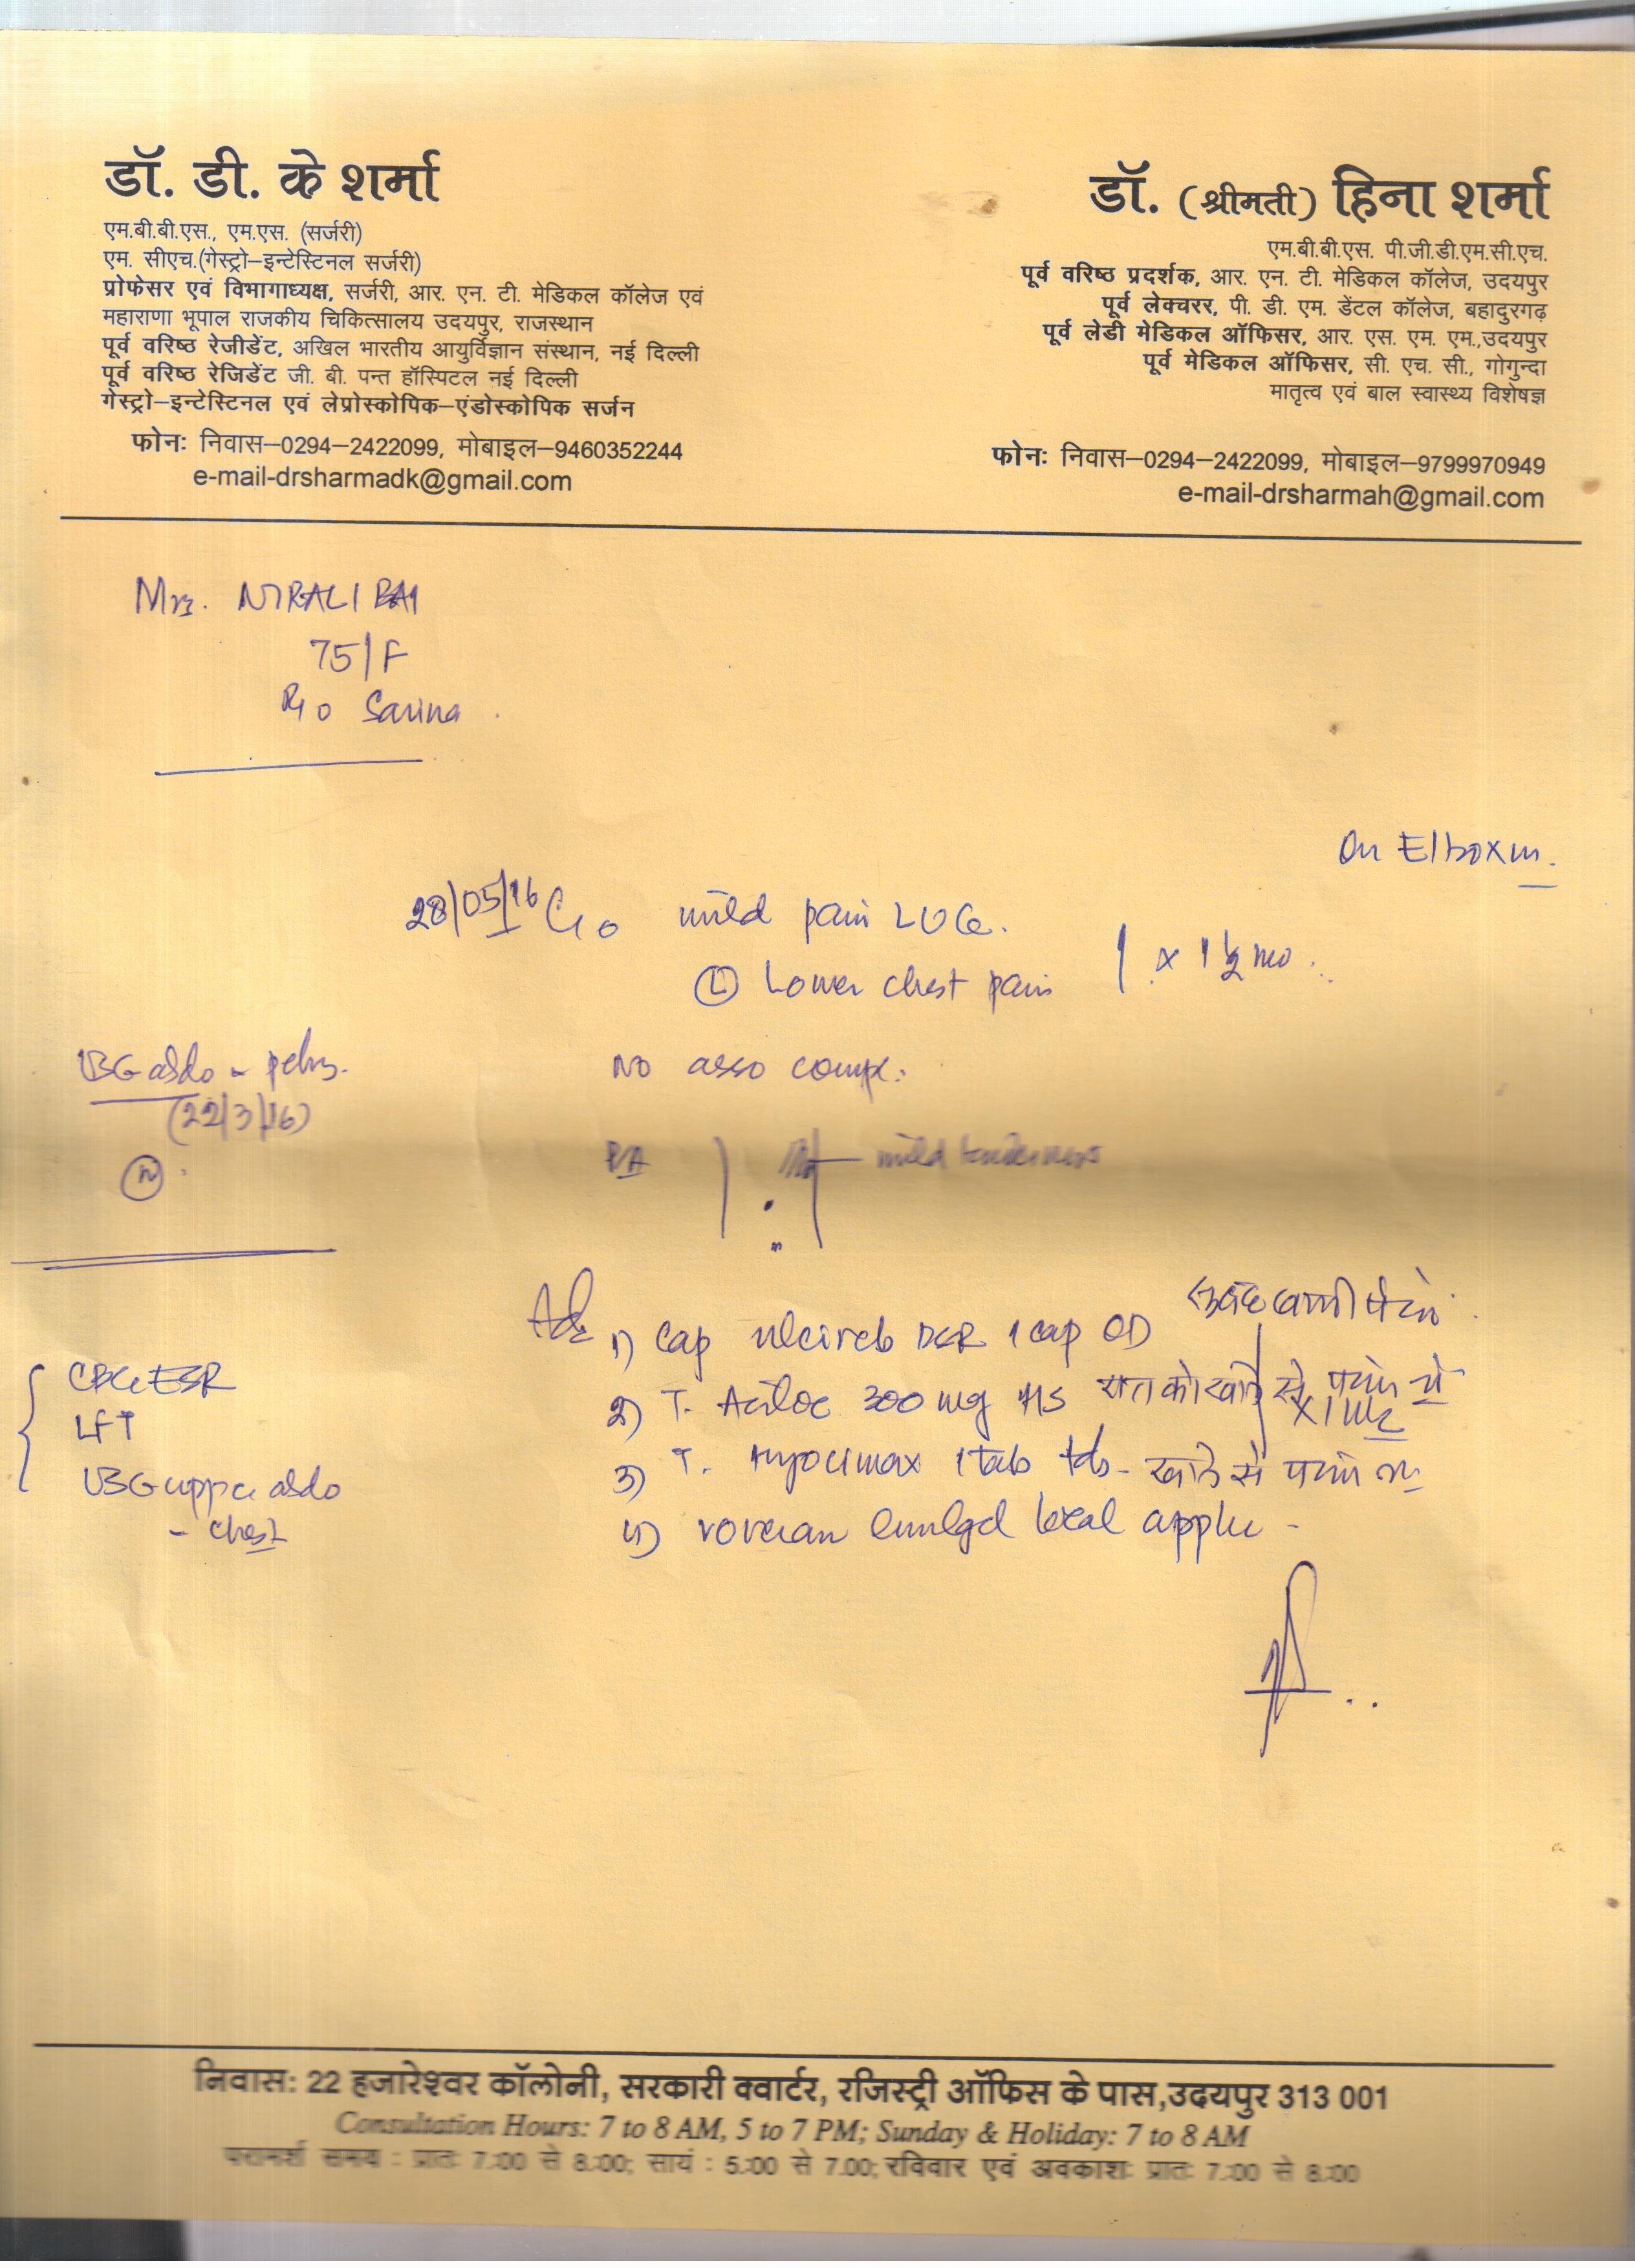 डॉ. डी. के शर्मा
एम.बी.बी.एस., एम.एस. (सर्जरी)
एम. सीएच.(गेस्ट्रो–इन्टेस्टिनल सर्जरी)
प्रोफेसर एवं विभागाध्यक्ष, सर्जरी, आर. एन. टी. मेडिकल कॉलेज एवं
महाराणा भूपाल राजकीय चिकित्सालय उदयपुर, राजस्थान
पूर्व वरिष्ठ रेजीडेंट, अखिल भारतीय आयुर्विज्ञान संस्थान, नई दिल्ली
पूर्व वरिष्ठ रेजिडेंट जी. बी. पन्त हॉस्पिटल नई दिल्ली
गेस्ट्रो–इन्टेस्टिनल एवं लेप्रोस्कोपिक–एंडोस्कोपिक सर्जन
फोनः निवास–0294–2422099, मोबाइल–9460352244
e-mail-drsharmadk@gmail.com
डॉ. (श्रीमती) हिना शर्मा
एम.बी.बी.एस. पी.जी.डी.एम.सी.एच.
पूर्व वरिष्ठ प्रदर्शक, आर. एन. टी. मेडिकल कॉलेज, उदयपुर
पूर्व लेक्चरर, पी. डी. एम. डेंटल कॉलेज, बहादुरगढ़
पूर्व लेडी मेडिकल ऑफिसर, आर. एस. एम. एम.,उदयपुर
पूर्व मेडिकल ऑफिसर, सी. एच. सी., गोगुन्दा
मातृत्व एवं बाल स्वास्थ्य विशेषज्ञ
फोनः निवास–0294–2422099, मोबाइल–9799970949
e-mail-drsharmah@gmail.com
Mrs. NIRALI BAI
75/F
R/o Sarina
On
28/05/16 C/o mild pain
(L) Lower chest pain x 1 ½ mo.
No asso comp.
USG abdo - pelvis.
(22/3/16)
(N)
PA mild tenderness
Adv
1) Cap DSR 1 cap OD सुबह खाली पेट
2) T. Aciloc 300 mg HS रात को खाने से पहले
3) T. Hyocimax 1 tab tds - खाने से पहले
4) voveran emulgel local applic -
CBC ESR
LFT
USG upper abdo
- chest
निवासः 22 हजारेश्वर कॉलोनी, सरकारी क्वार्टर, रजिस्ट्री ऑफिस के पास,उदयपुर 313 001
Consultation Hours: 7 to 8 AM, 5 to 7 PM; Sunday & Holiday: 7 to 8 AM
परामर्श समय : प्रातः 7:00 से 8:00; सायं : 5:00 से 7.00; रविवार एवं अवकाशः प्रातः 7:00 से 8:00